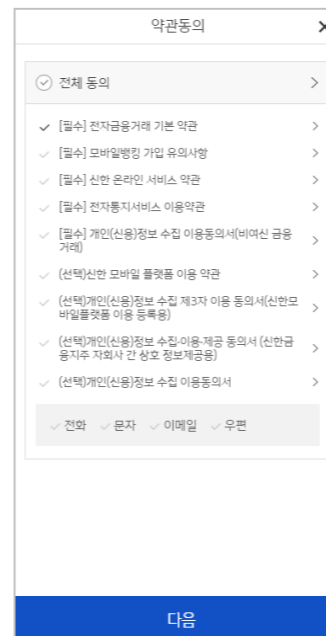 약관동의
전체 동의
[필수] 전자금융거래 기본 약관
[필수] 모바일뱅킹 가입 유의사항
[필수] 신한 온라인 서비스 약관
[필수] 전자통지서비스 이용약관
[필수] 개인(신용)정보 수집 이용동의서(비여신 금융
거래)
(선택)신한 모바일 플랫폼 이용 약관
(선택)개인(신용)정보 수집 제3자 이용 동의서(신한모
바일플랫폼 이용 등록용)
(선택)개인(신용)정보 수집·이용·제공 동의서 (신한금
융지주 자회사 간 상호 정보제공용)
(선택)개인(신용)정보 수집 이용동의서
전화 문자 이메일 우편
다음